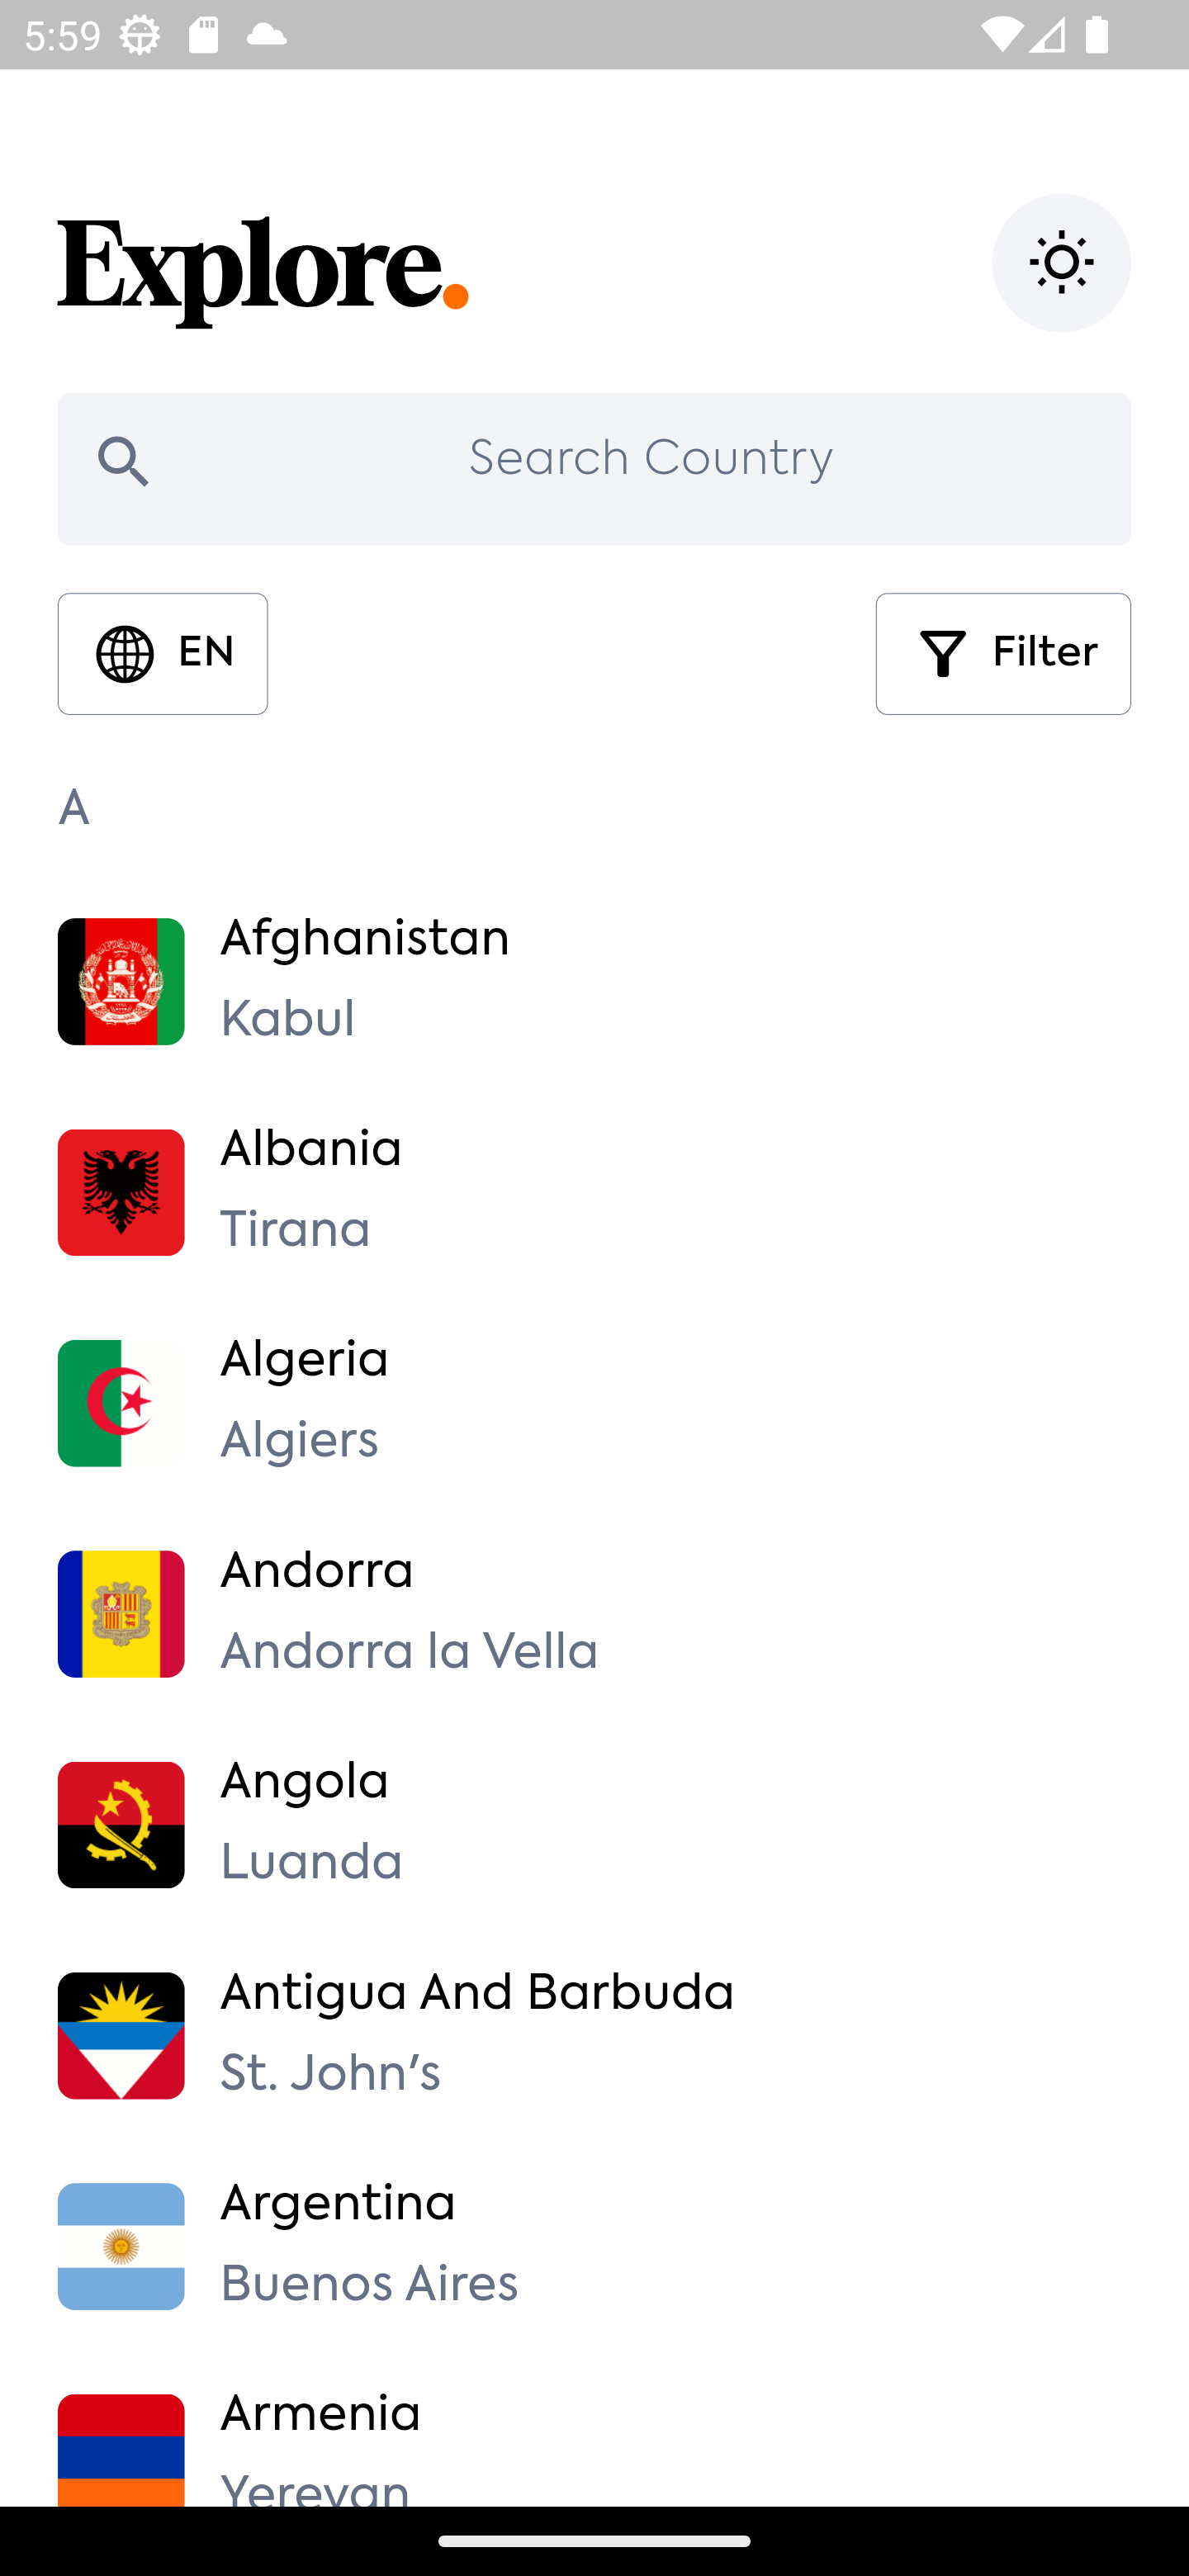 5:59
Explore.
Search Country
EN
Filter
A
Afghanistan
Kabul
Albania
Tirana
Algeria
Algiers
Andorra
Andorra la Vella
Angola
Luanda
Antigua And Barbuda
St. John's
Argentina
Buenos Aires
Armenia
Yerevan